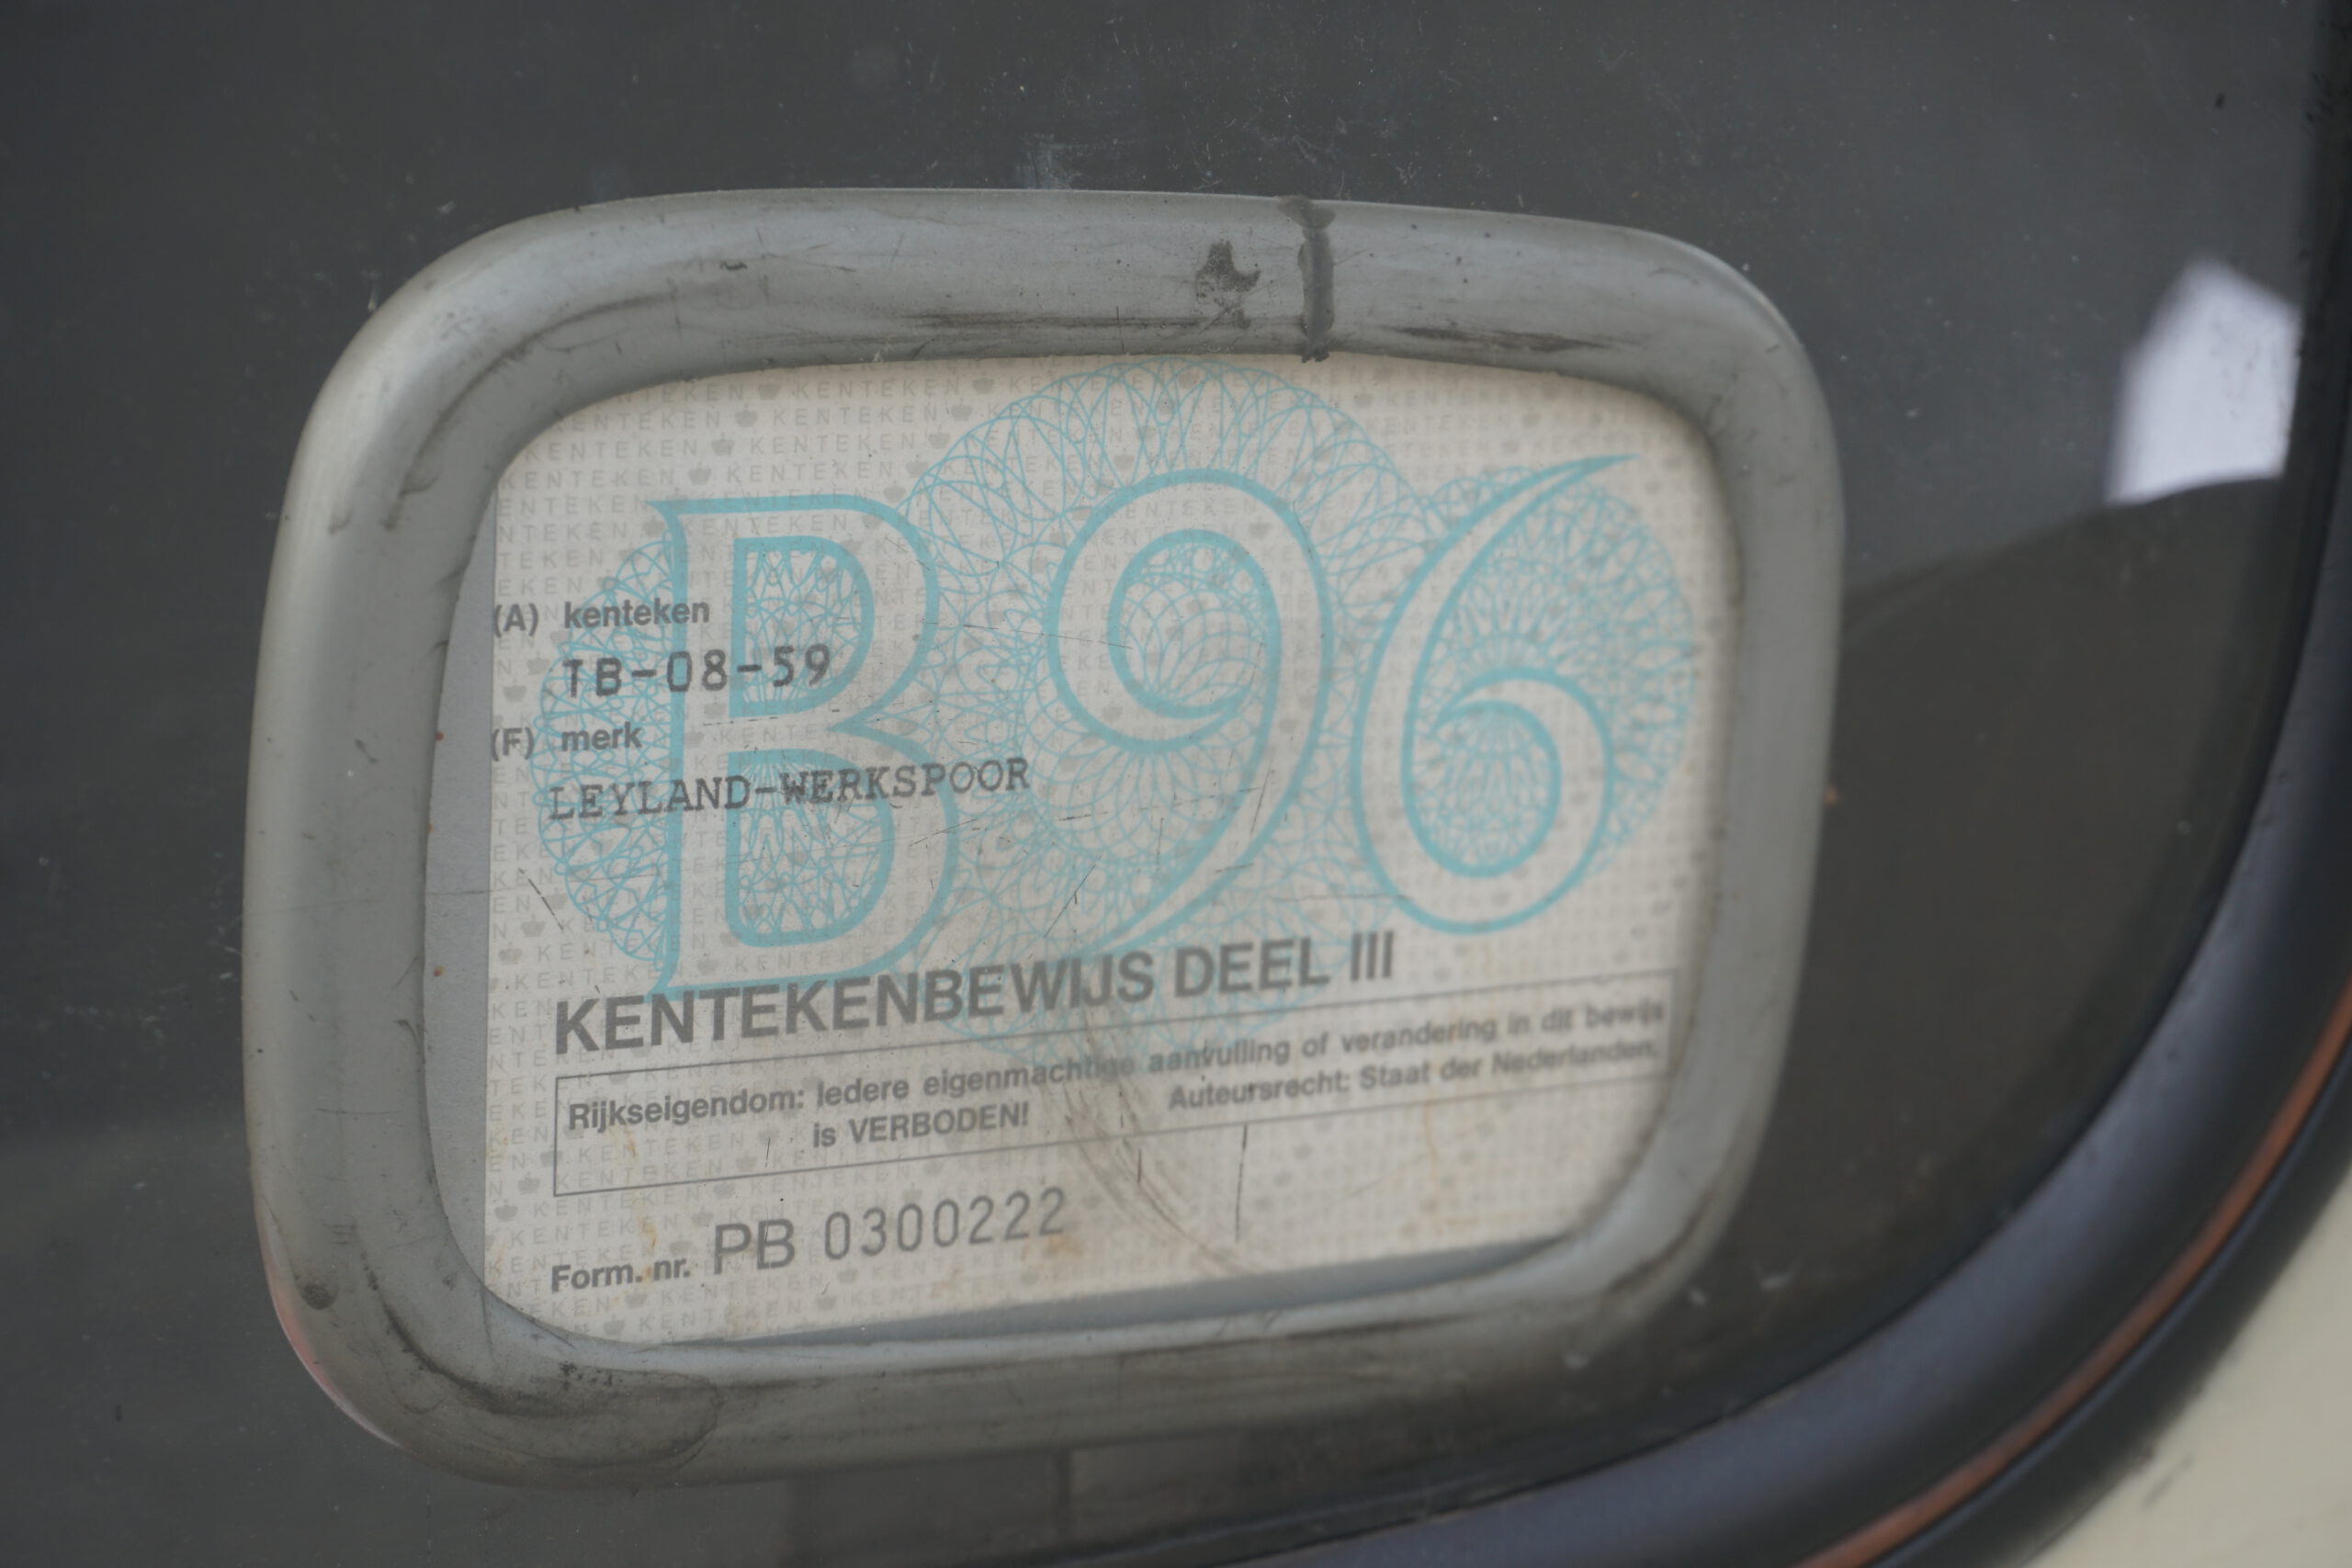 B96
(A) kenteken
TB-08-59
(F) merk
LEYLAND-WERKSPOOR
KENTEKENBEWIJS DEEL III
Rijkseigendom: Iedere eigenmachtige aanvulling of verandering in dit bewijs
is VERBODEN! Auteursrecht: Staat der Nederlanden.
Form. nr. PB 0300222